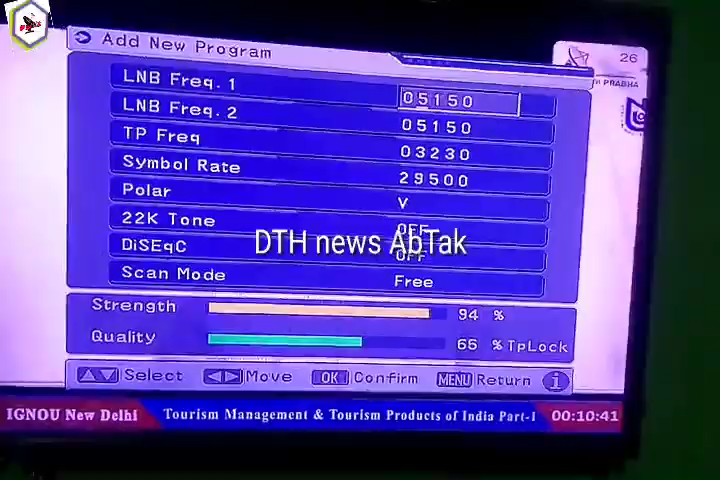 Add New Program
26
PRABHA
LNB Freq. 1 05150
LNB Freq. 2 05150
TP Freq 03230
Symbol Rate 29500
Polar V
22K Tone OFF
DTH news AbTak
DiSEqC OFF
Scan Mode Free
Strength 94 %
Quality 65 % TpLock
Select Move OK Confirm MENU Return i
IGNOU New Delhi Tourism Management & Tourism Products of India Part-1 00:10:41